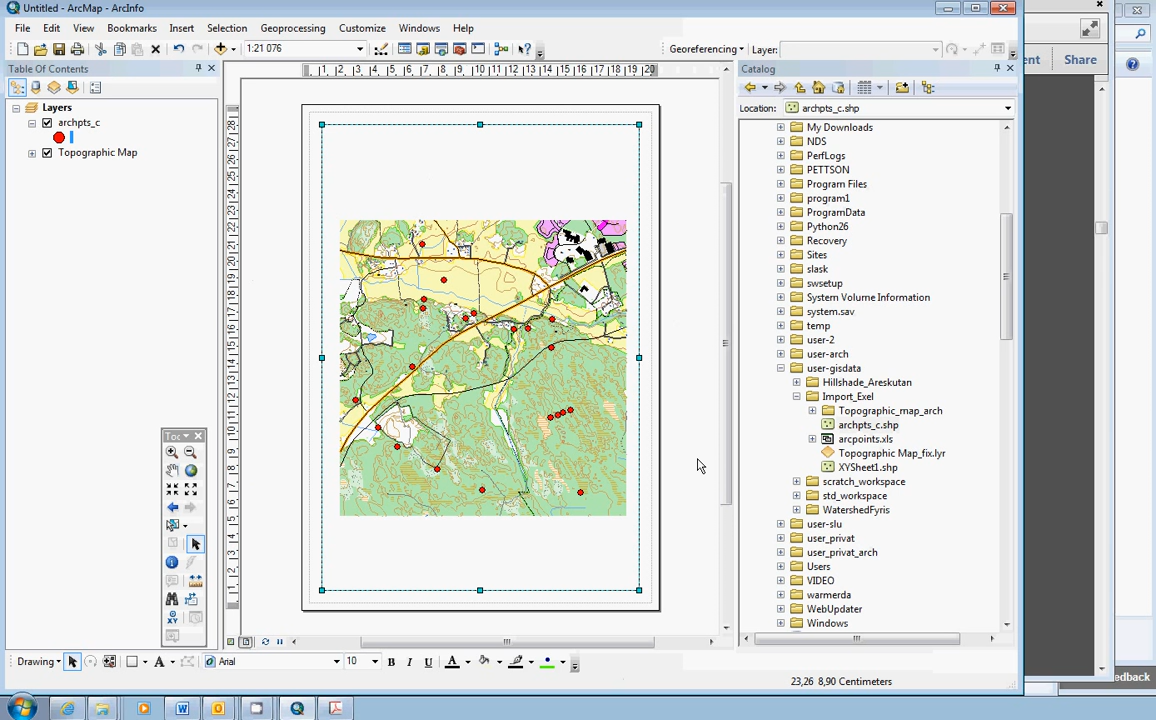 Untitled - ArcMap - ArcInfo
File Edit View Bookmarks Insert Selection Geoprocessing Customize Windows Help
1:21 076
Georeferencing
Layer:
Share
Table Of Contents
Layers
archpts_c
Topographic Map
Catalog
Location: archpts_c.shp
My Downloads
NDS
PerfLogs
PETTSON
Program Files
program1
ProgramData
Python26
Recovery
Sites
slask
swsetup
System Volume Information
system.sav
temp
user-2
user-arch
user-gisdata
Hillshade_Areskutan
Import_Exel
Topographic_map_arch
archpts_c.shp
arcpoints.xls
Topographic Map_fix.lyr
XYSheet1.shp
scratch_workspace
std_workspace
WatershedFyris
user-slu
user_privat
user_privat_arch
Users
VIDEO
warmerda
WebUpdater
Windows
Drawing
A
Arial
10
B I U A
23,26 8,90 Centimeters